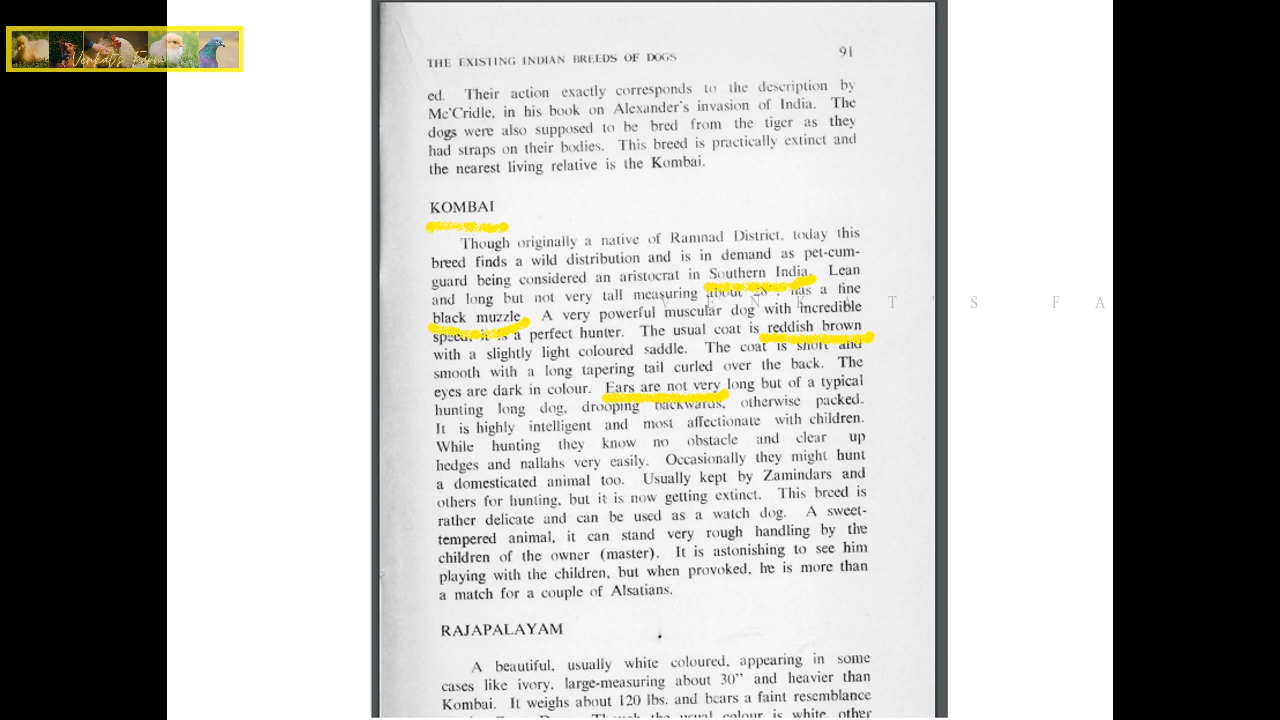 Venkat's Farm
THE EXISTING INDIAN BREEDS OF DOGS 91
ed. Their action exactly corresponds to the description by
Mc'Cridle, in his book on Alexander's invasion of India. The
dogs were also supposed to be bred from the tiger as they
had straps on their bodies. This breed is practically extinct and
the nearest living relative is the Kombai.
KOMBAI
Though originally a native of Ramnad District, today this
breed finds a wild distribution and is in demand as pet-cum-
guard being considered an aristocrat in Southern India. Lean
and long but not very tall measuring about has a fine
VENKAT'S FA
black muzzle. A very powerful muscular dog with incredible
speed, it is a perfect hunter. The usual coat is reddish brown
with a slightly light coloured saddle. The coat is short and
smooth with a long tapering tail curled over the back. The
eyes are dark in colour. Ears are not very long but of a typical
hunting long dog, drooping backwards, otherwise packed.
It is highly intelligent and most affectionate with children.
While hunting they know no obstacle and clear up
hedges and nallahs very easily. Occasionally they might hunt
a domesticated animal too. Usually kept by Zamindars and
others for hunting, but it is now getting extinct. This breed is
rather delicate and can be used as a watch dog. A sweet-
tempered animal, it can stand very rough handling by the
children of the owner (master). It is astonishing to see him
playing with the children, but when provoked, he is more than
a match for a couple of Alsatians.
RAJAPALAYAM
A beautiful, usually white coloured, appearing in some
cases like ivory, large-measuring about 30" and heavier than
Kombai. It weighs about 120 lbs. and bears a faint resemblance
Though the usual colour is white, other